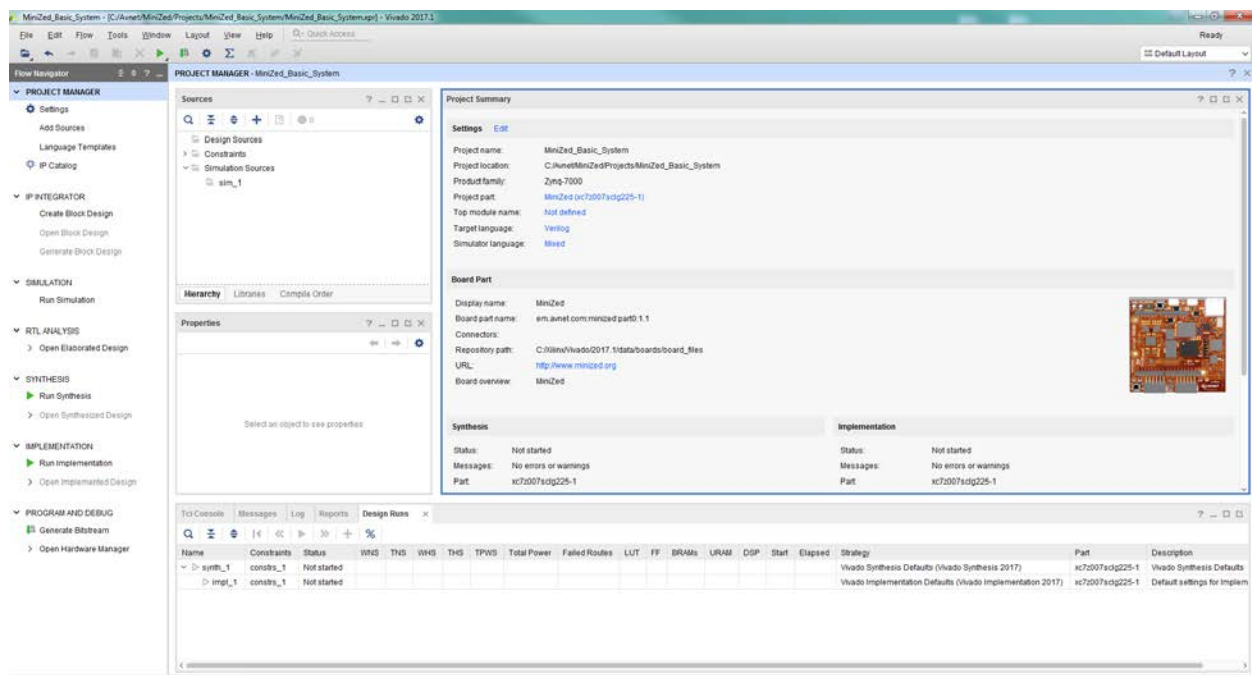 MiniZed_Basic_System - [C:/Avnet/MiniZed/Projects/MiniZed_Basic_System/MiniZed_Basic_System.xpr] - Vivado 2017.1
File Edit Flow Tools Window Layout View Help Quick Access
Ready
Default Layout
Flow Navigator
PROJECT MANAGER - MiniZed_Basic_System
PROJECT MANAGER
Settings
Add Sources
Language Templates
IP Catalog
IP INTEGRATOR
Create Block Design
Open Block Design
Generate Block Design
SIMULATION
Run Simulation
RTL ANALYSIS
Open Elaborated Design
SYNTHESIS
Run Synthesis
Open Synthesized Design
IMPLEMENTATION
Run Implementation
Open Implemented Design
PROGRAM AND DEBUG
Generate Bitstream
Open Hardware Manager
Sources
0
Design Sources
Constraints
Simulation Sources
sim_1
Hierarchy Libraries Compile Order
Properties
Select an object to see properties
Project Summary
Settings Edit
Project name: MiniZed_Basic_System
Project location: C:/Avnet/MiniZed/Projects/MiniZed_Basic_System
Product family: Zynq-7000
Project part: MiniZed (xc7z007sclg225-1)
Top module name: Not defined
Target language: Verilog
Simulator language: Mixed
Board Part
Display name: MiniZed
Board part name: em.avnet.com:minized:part0:1.1
Connectors:
Repository path: C:/Xilinx/Vivado/2017.1/data/boards/board_files
URL: http://www.minized.org
Board overview: MiniZed
Synthesis
Status: Not started
Messages: No errors or warnings
Part: xc7z007sclg225-1
Implementation
Status: Not started
Messages: No errors or warnings
Part: xc7z007sclg225-1
Tcl Console Messages Log Reports Design Runs
Name Constraints Status WNS TNS WHS THS TPWS Total Power Failed Routes LUT FF BRAMs URAM DSP Start Elapsed Strategy Part Description
synth_1 constrs_1 Not started Vivado Synthesis Defaults (Vivado Synthesis 2017) xc7z007sclg225-1 Vivado Synthesis Defaults
impl_1 constrs_1 Not started Vivado Implementation Defaults (Vivado Implementation 2017) xc7z007sclg225-1 Default settings for Implem